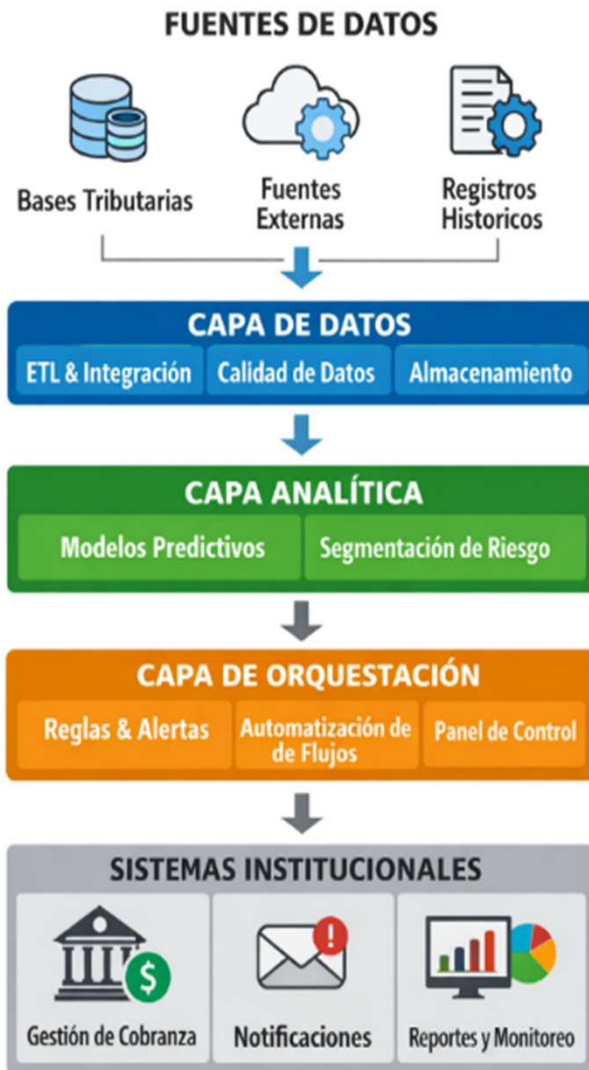 FUENTES DE DATOS
Bases Tributarias
Fuentes
Externas
Registros
Historicos
CAPA DE DATOS
ETL & Integración
Calidad de Datos
Almacenamiento
CAPA ANALÍTICA
Modelos Predictivos
Segmentación de Riesgo
CAPA DE ORQUESTACIÓN
Reglas & Alertas
Automatización de
de Flujos
Panel de Control
SISTEMAS INSTITUCIONALES
$
Gestión de Cobranza
!
Notificaciones
Reportes y Monitoreo